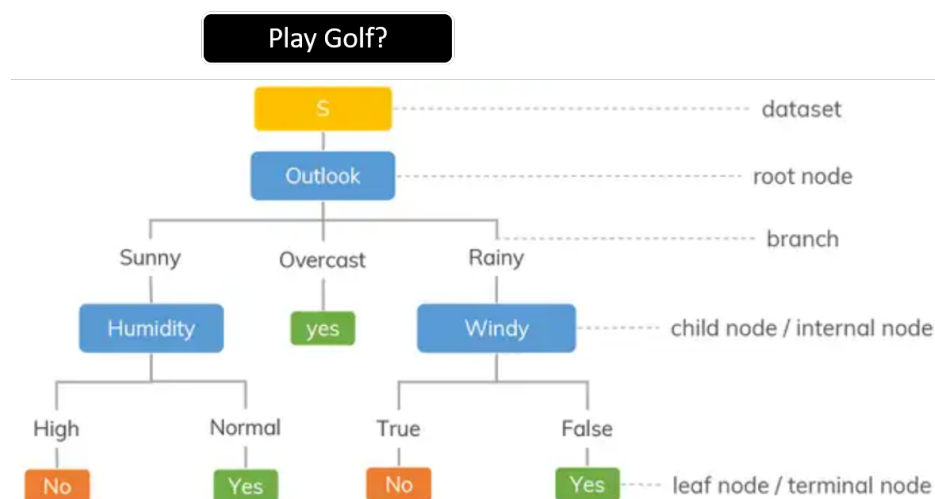 Play Golf?
S
dataset
Outlook
root node
branch
Sunny
Overcast
Rainy
Humidity
yes
Windy
child node / internal node
High
Normal
True
False
No
Yes
No
Yes
leaf node / terminal node